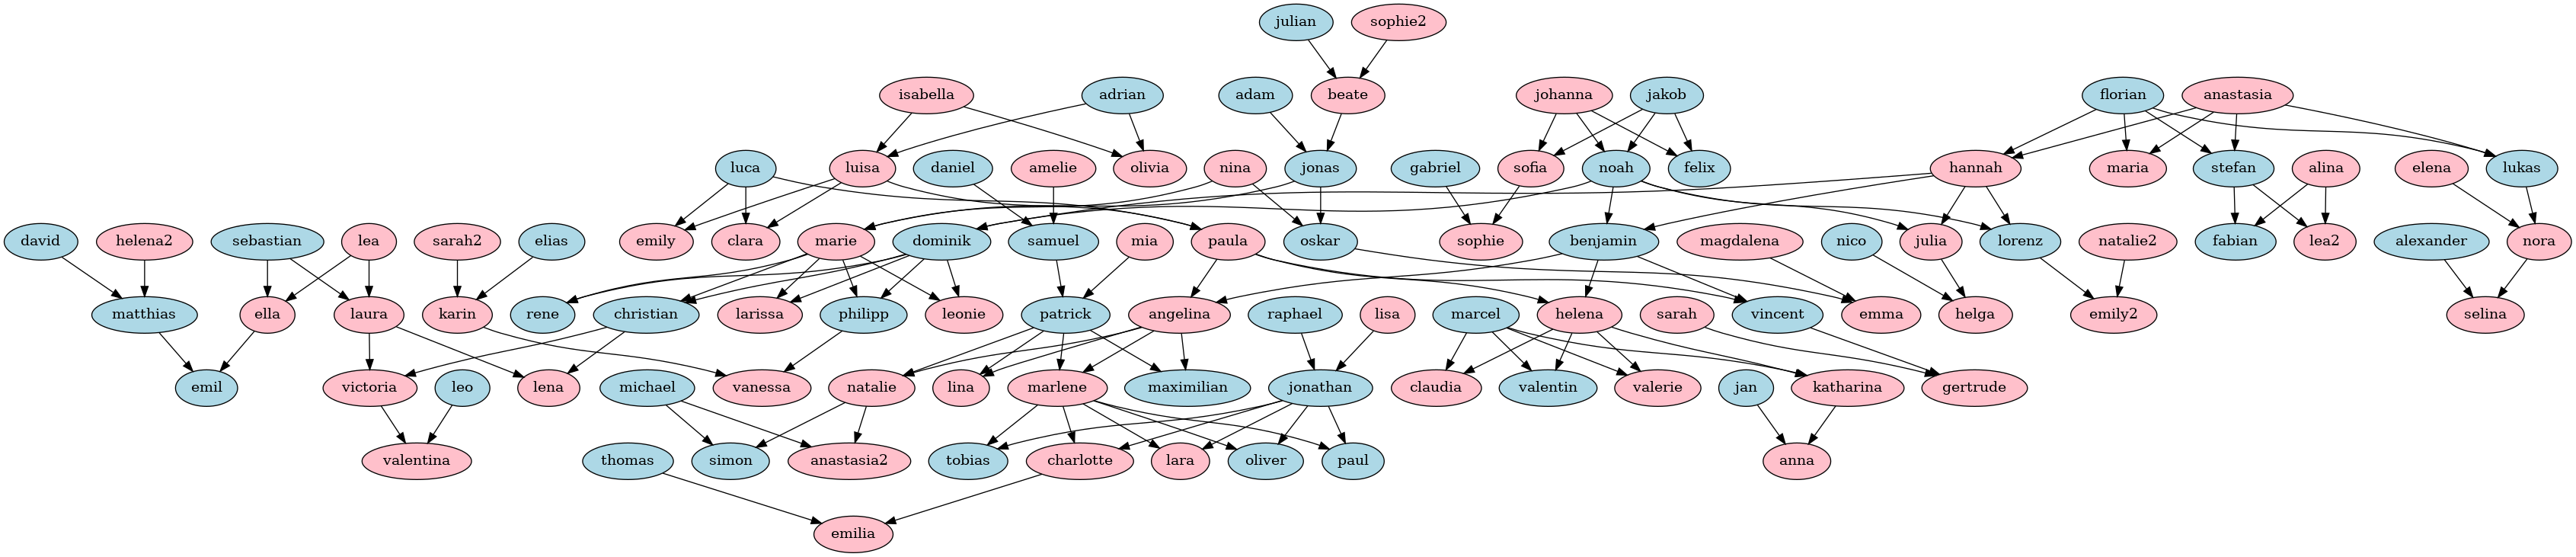 julian sophie2
isabella adrian adam beate johanna jakob florian anastasia
luca luisa daniel amelie olivia nina jonas gabriel sofia noah felix hannah maria stefan alina elena lukas
david helena2 sebastian lea sarah2 elias emily clara marie dominik samuel mia paula oskar sophie benjamin magdalena nico julia lorenz natalie2 fabian lea2 alexander nora
matthias ella laura karin rene christian larissa philipp leonie patrick angelina raphael lisa marcel helena sarah vincent emma helga emily2 selina
emil victoria leo lena michael vanessa natalie lina marlene maximilian jonathan claudia valentin valerie jan katharina gertrude
valentina thomas simon anastasia2 tobias charlotte lara oliver paul anna
emilia